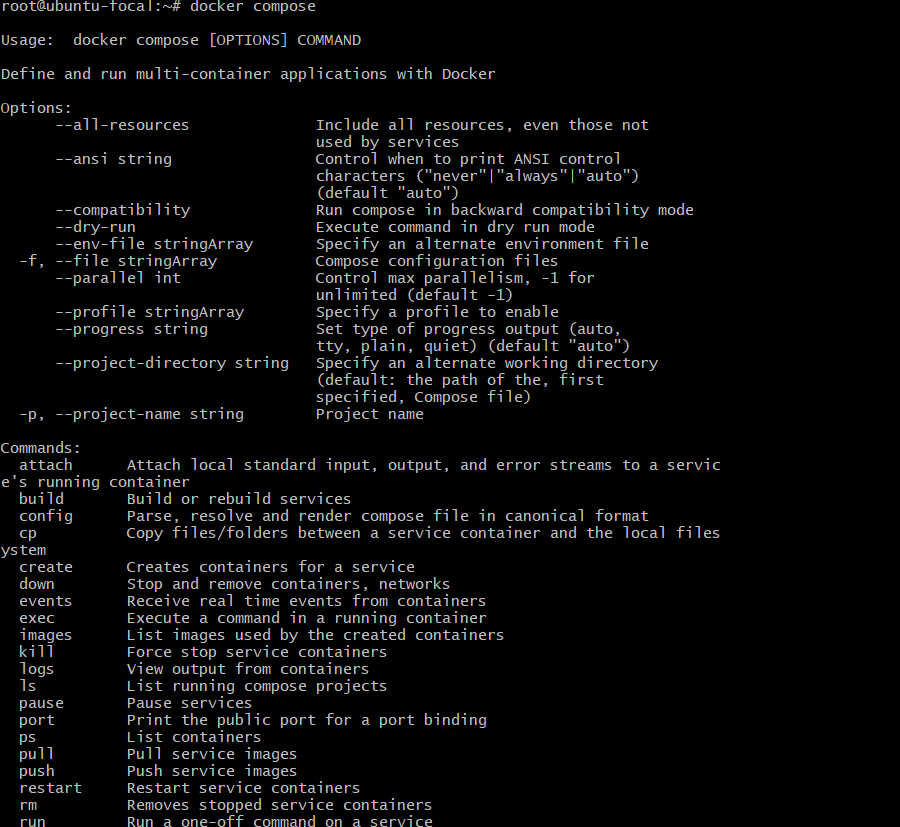 root@ubuntu-focal:~# docker compose
Usage:  docker compose [OPTIONS] COMMAND
Define and run multi-container applications with Docker
Options:
      --all-resources              Include all resources, even those not
                                   used by services
      --ansi string                Control when to print ANSI control
                                   characters ("never"|"always"|"auto")
                                   (default "auto")
      --compatibility              Run compose in backward compatibility mode
      --dry-run                    Execute command in dry run mode
      --env-file stringArray       Specify an alternate environment file
  -f, --file stringArray           Compose configuration files
      --parallel int               Control max parallelism, -1 for
                                   unlimited (default -1)
      --profile stringArray        Specify a profile to enable
      --progress string            Set type of progress output (auto,
                                   tty, plain, quiet) (default "auto")
      --project-directory string   Specify an alternate working directory
                                   (default: the path of the, first
                                   specified, Compose file)
  -p, --project-name string        Project name
Commands:
  attach      Attach local standard input, output, and error streams to a servic
e's running container
  build       Build or rebuild services
  config      Parse, resolve and render compose file in canonical format
  cp          Copy files/folders between a service container and the local files
ystem
  create      Creates containers for a service
  down        Stop and remove containers, networks
  events      Receive real time events from containers
  exec        Execute a command in a running container
  images      List images used by the created containers
  kill        Force stop service containers
  logs        View output from containers
  ls          List running compose projects
  pause       Pause services
  port        Print the public port for a port binding
  ps          List containers
  pull        Pull service images
  push        Push service images
  restart     Restart service containers
  rm          Removes stopped service containers
  run         Run a one-off command on a service